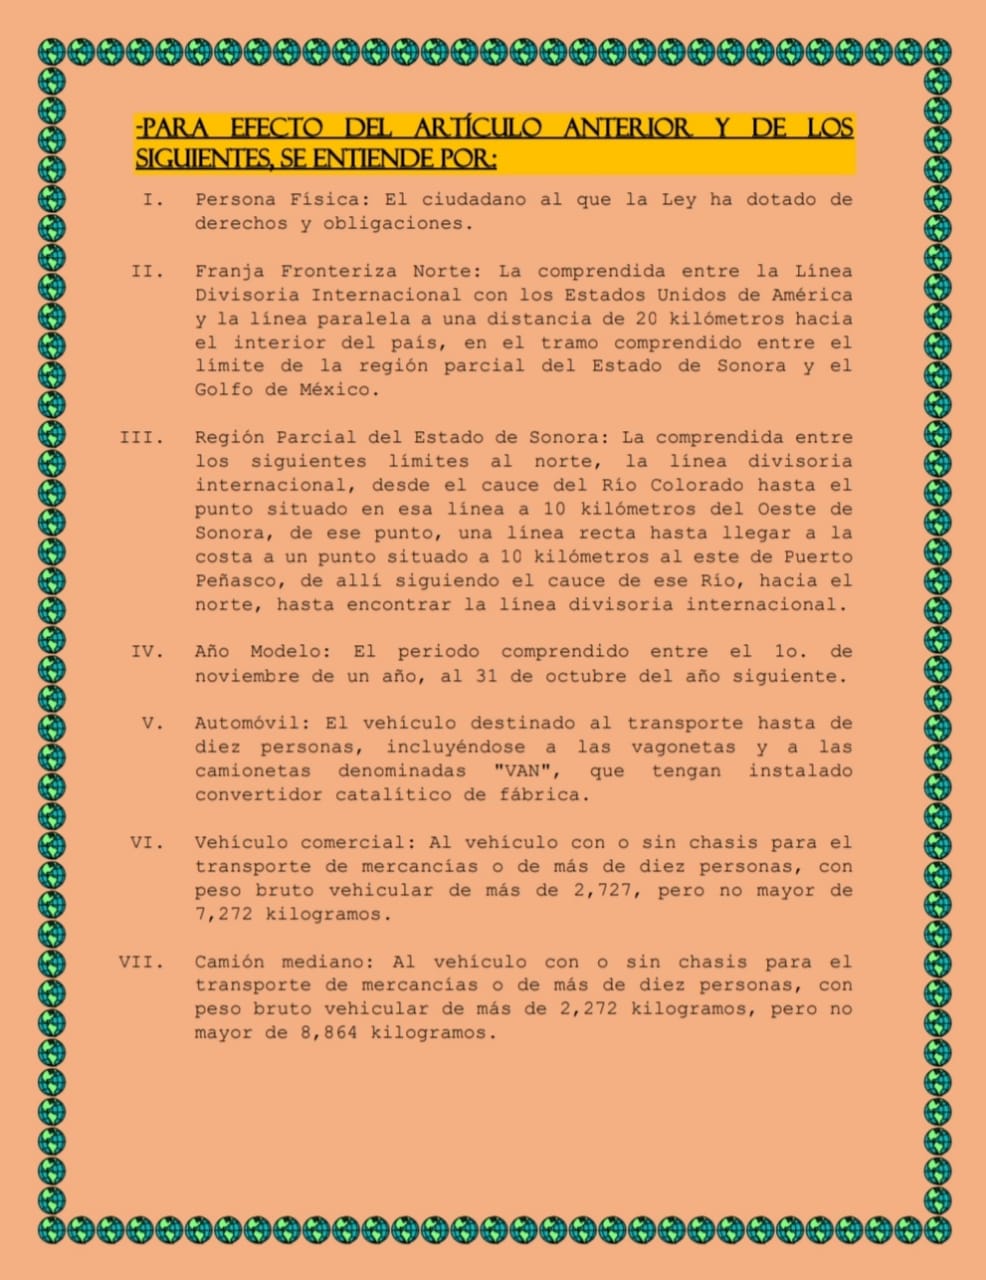 -PARA EFECTO DEL ARTÍCULO ANTERIOR Y DE LOS
SIGUIENTES, SE ENTIENDE POR:
I. Persona Física: El ciudadano al que la Ley ha dotado de
derechos y obligaciones.
II. Franja Fronteriza Norte: La comprendida entre la Línea
Divisoria Internacional con los Estados Unidos de América
y la línea paralela a una distancia de 20 kilómetros hacia
el interior del país, en el tramo comprendido entre el
límite de la región parcial del Estado de Sonora y el
Golfo de México.
III. Región Parcial del Estado de Sonora: La comprendida entre
los siguientes límites al norte, la línea divisoria
internacional, desde el cauce del Río Colorado hasta el
punto situado en esa línea a 10 kilómetros del Oeste de
Sonora, de ese punto, una línea recta hasta llegar a la
costa a un punto situado a 10 kilómetros al este de Puerto
Peñasco, de allí siguiendo el cauce de ese Río, hacia el
norte, hasta encontrar la línea divisoria internacional.
IV. Año Modelo: El periodo comprendido entre el 1o. de
noviembre de un año, al 31 de octubre del año siguiente.
V. Automóvil: El vehículo destinado al transporte hasta de
diez personas, incluyéndose a las vagonetas y a las
camionetas denominadas "VAN", que tengan instalado
convertidor catalítico de fábrica.
VI. Vehículo comercial: Al vehículo con o sin chasis para el
transporte de mercancías o de más de diez personas, con
peso bruto vehicular de más de 2,727, pero no mayor de
7,272 kilogramos.
VII. Camión mediano: Al vehículo con o sin chasis para el
transporte de mercancías o de más de diez personas, con
peso bruto vehicular de más de 2,272 kilogramos, pero no
mayor de 8,864 kilogramos.